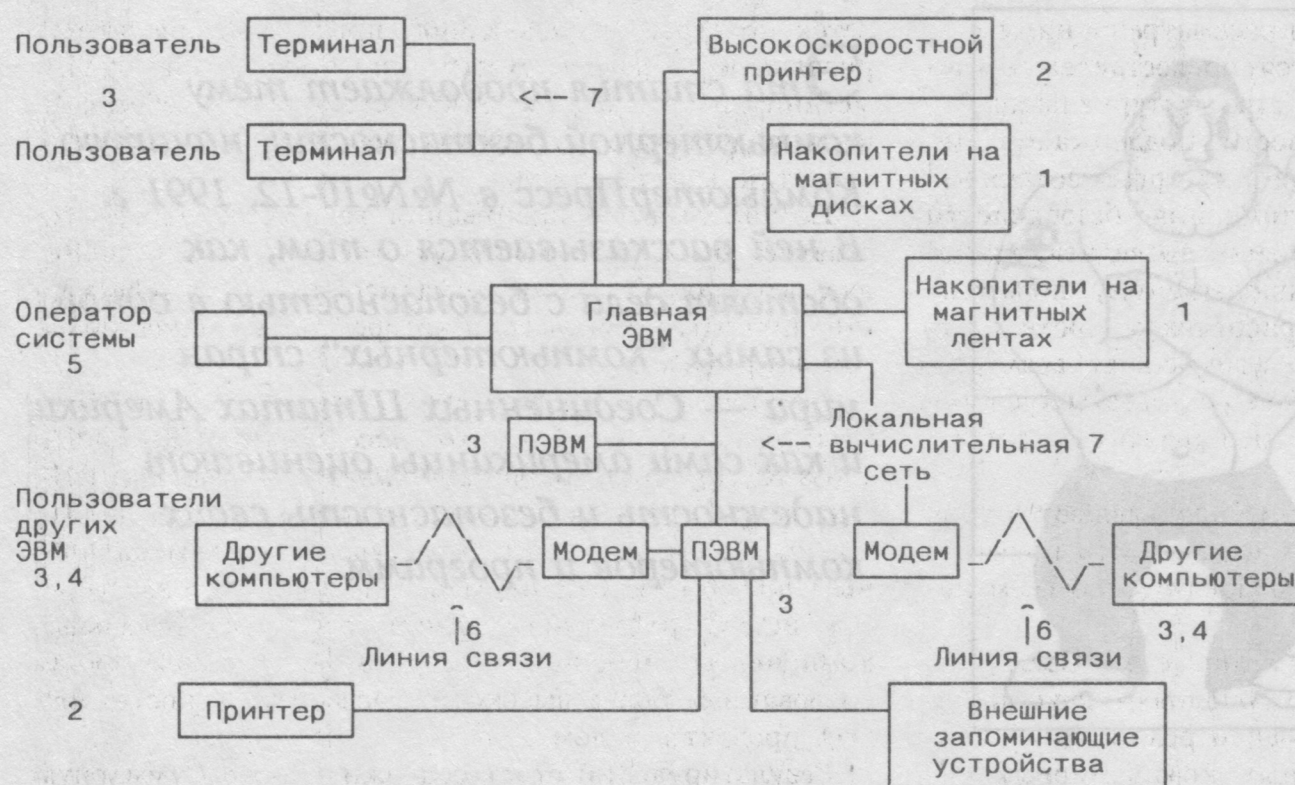 Пользователь
3
Терминал
<-- 7
Высокоскоростной
принтер
2
Пользователь
Терминал
Накопители на
магнитных
дисках
1
Оператор
системы
5
лавная
ЭВМ
Накопители на
магнитных
лентах
1
3 ПЭВМ
<--
Локальная
вычислительная 7
сеть
Пользователи
других
ЭВМ
3,4
Другие
компьютеры
Модем
ПЭВМ
3
Модем
Другие
компьютеры
3,4
6
Линия связи
6
Линия связи
2
Принтер
Внешние
запоминающие
устройства